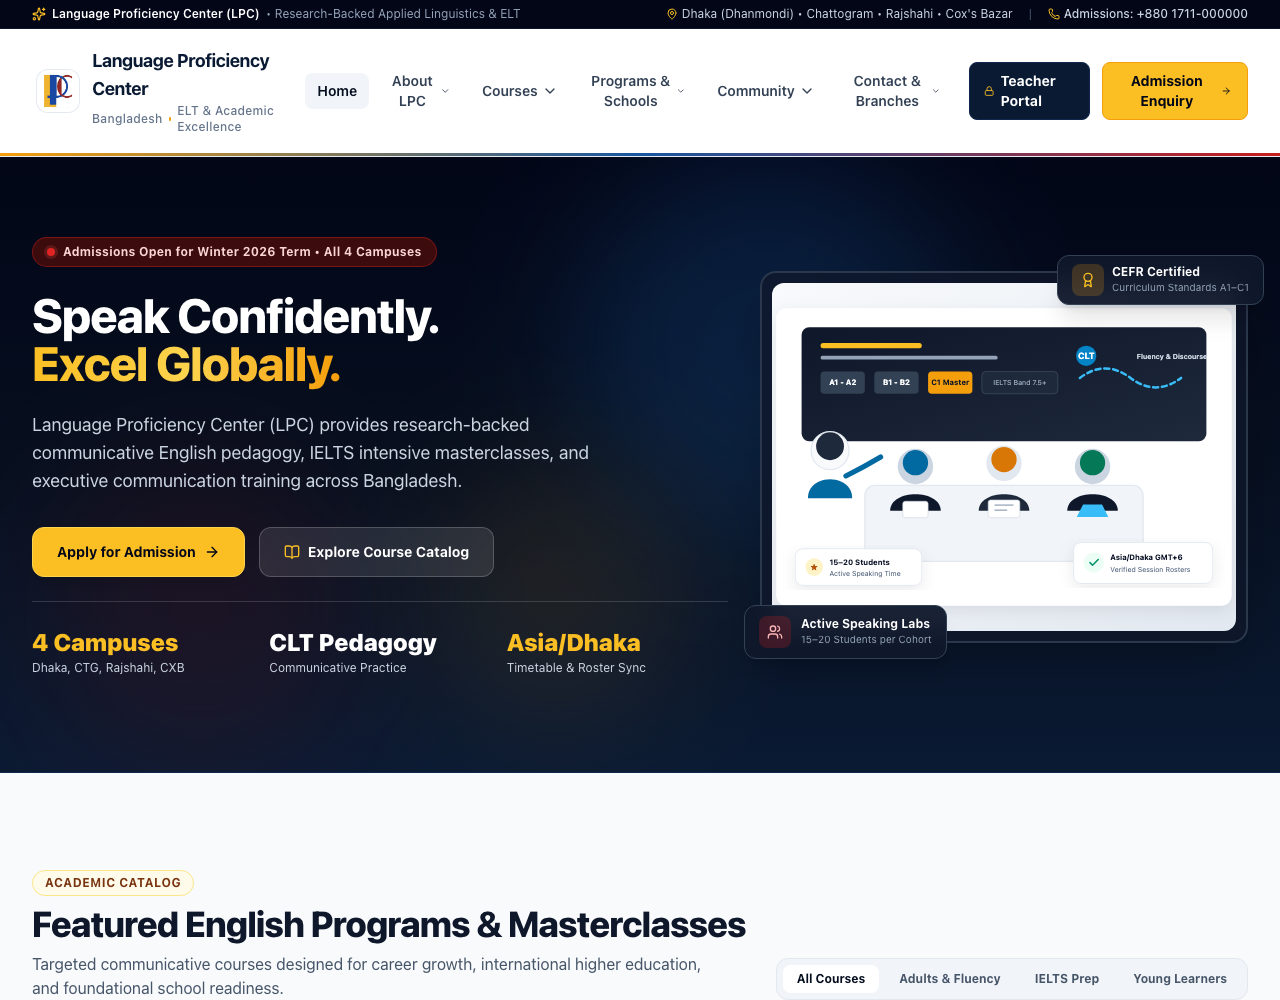 Language Proficiency Center (LPC) • Research-Backed Applied Linguistics & ELT
Dhaka (Dhanmondi) • Chattogram • Rajshahi • Cox's Bazar | Admissions: +880 1711-000000
Language Proficiency
Center
Bangladesh • ELT & Academic
Excellence
Home
About
LPC
Courses
Programs &
Schools
Community
Contact &
Branches
Teacher
Portal
Admission
Enquiry
Admissions Open for Winter 2026 Term • All 4 Campuses
Speak Confidently.
Excel Globally.
Language Proficiency Center (LPC) provides research-backed
communicative English pedagogy, IELTS intensive masterclasses, and
executive communication training across Bangladesh.
Apply for Admission
Explore Course Catalog
4 Campuses
Dhaka, CTG, Rajshahi, CXB
CLT Pedagogy
Communicative Practice
Asia/Dhaka
Timetable & Roster Sync
CEFR Certified
Curriculum Standards A1–C1
CLT
Fluency & Discourse
A1 - A2
B1 - B2
C1 Master
IELTS Band 7.5+
15–20 Students
Active Speaking Time
Asia/Dhaka GMT+6
Verified Session Rosters
Active Speaking Labs
15–20 Students per Cohort
ACADEMIC CATALOG
Featured English Programs & Masterclasses
Targeted communicative courses designed for career growth, international higher education,
and foundational school readiness.
All Courses
Adults & Fluency
IELTS Prep
Young Learners